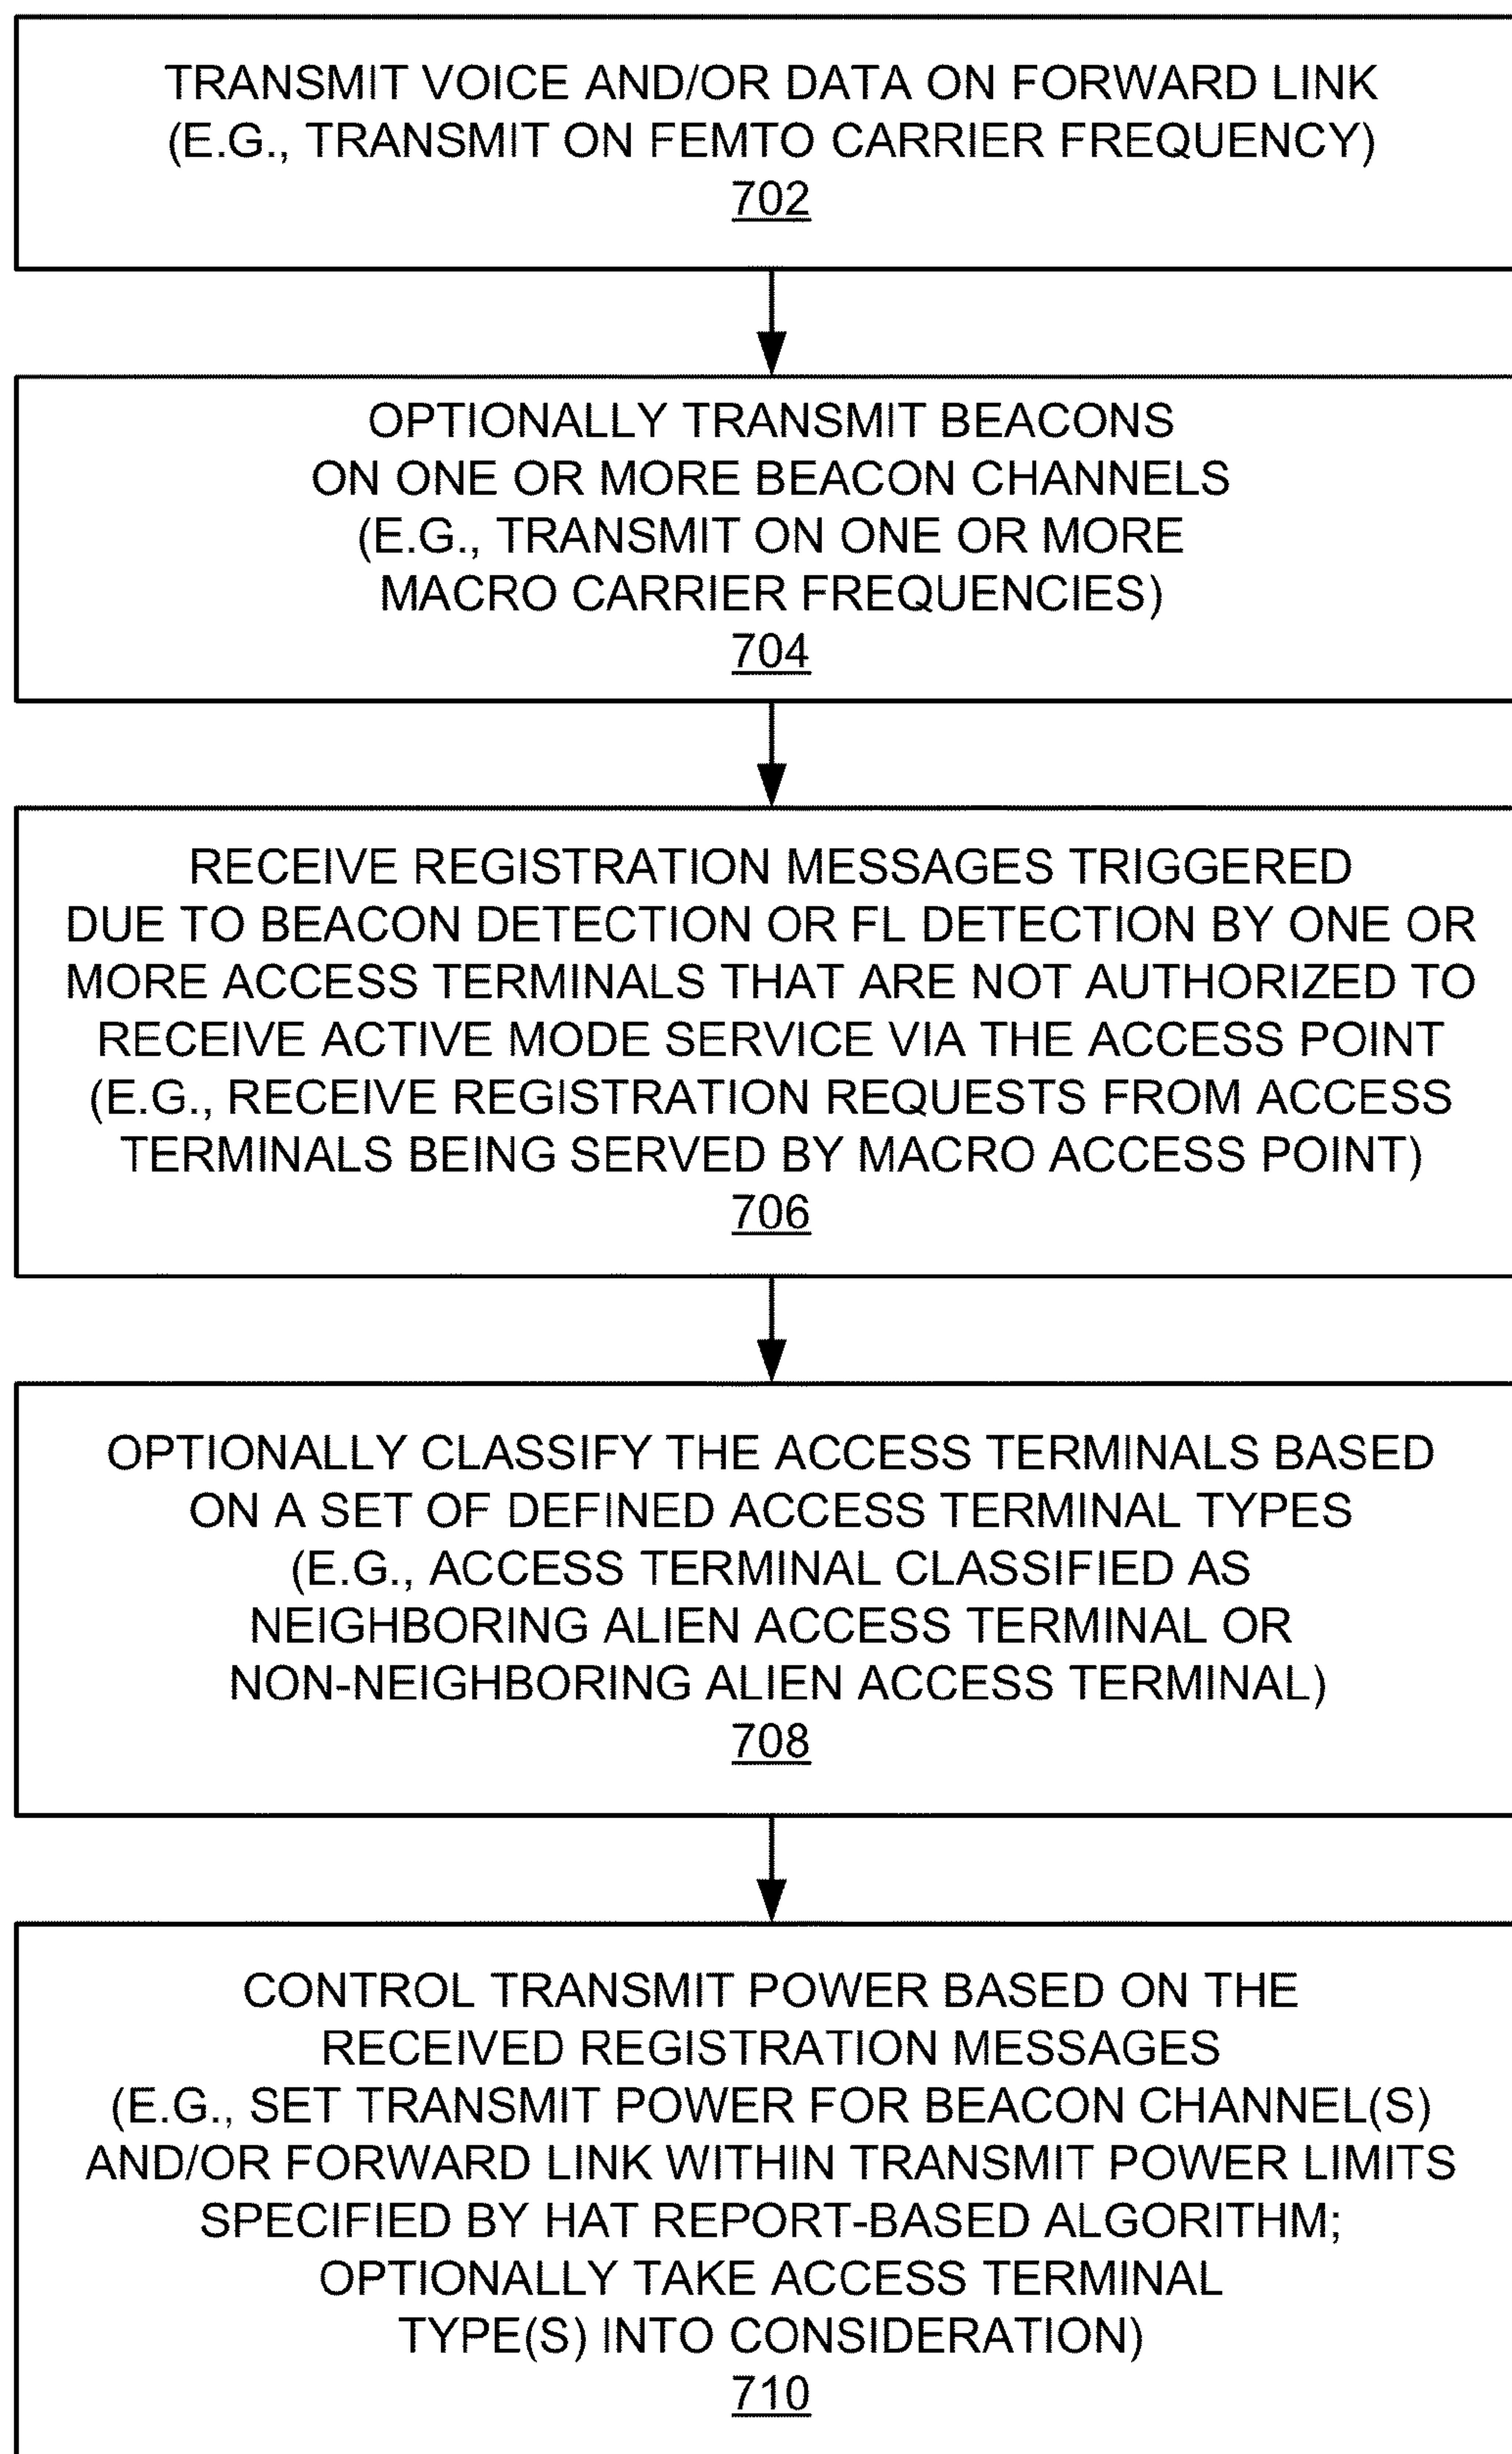 TRANSMIT VOICE AND/OR DATA ON FORWARD LINK
(E.G., TRANSMIT ON FEMTO CARRIER FREQUENCY)
702
OPTIONALLY TRANSMIT BEACONS
ON ONE OR MORE BEACON CHANNELS
(E.G., TRANSMIT ON ONE OR MORE
MACRO CARRIER FREQUENCIES)
704
RECEIVE REGISTRATION MESSAGES TRIGGERED
DUE TO BEACON DETECTION OR FL DETECTION BY ONE OR
MORE ACCESS TERMINALS THAT ARE NOT AUTHORIZED TO
RECEIVE ACTIVE MODE SERVICE VIA THE ACCESS POINT
(E.G., RECEIVE REGISTRATION REQUESTS FROM ACCESS
TERMINALS BEING SERVED BY MACRO ACCESS POINT)
706
OPTIONALLY CLASSIFY THE ACCESS TERMINALS BASED
ON A SET OF DEFINED ACCESS TERMINAL TYPES
(E.G., ACCESS TERMINAL CLASSIFIED AS
NEIGHBORING ALIEN ACCESS TERMINAL OR
NON-NEIGHBORING ALIEN ACCESS TERMINAL)
708
CONTROL TRANSMIT POWER BASED ON THE
RECEIVED REGISTRATION MESSAGES
(E.G., SET TRANSMIT POWER FOR BEACON CHANNEL(S)
AND/OR FORWARD LINK WITHIN TRANSMIT POWER LIMITS
SPECIFIED BY HAT REPORT-BASED ALGORITHM;
OPTIONALLY TAKE ACCESS TERMINAL
TYPE(S) INTO CONSIDERATION)
710